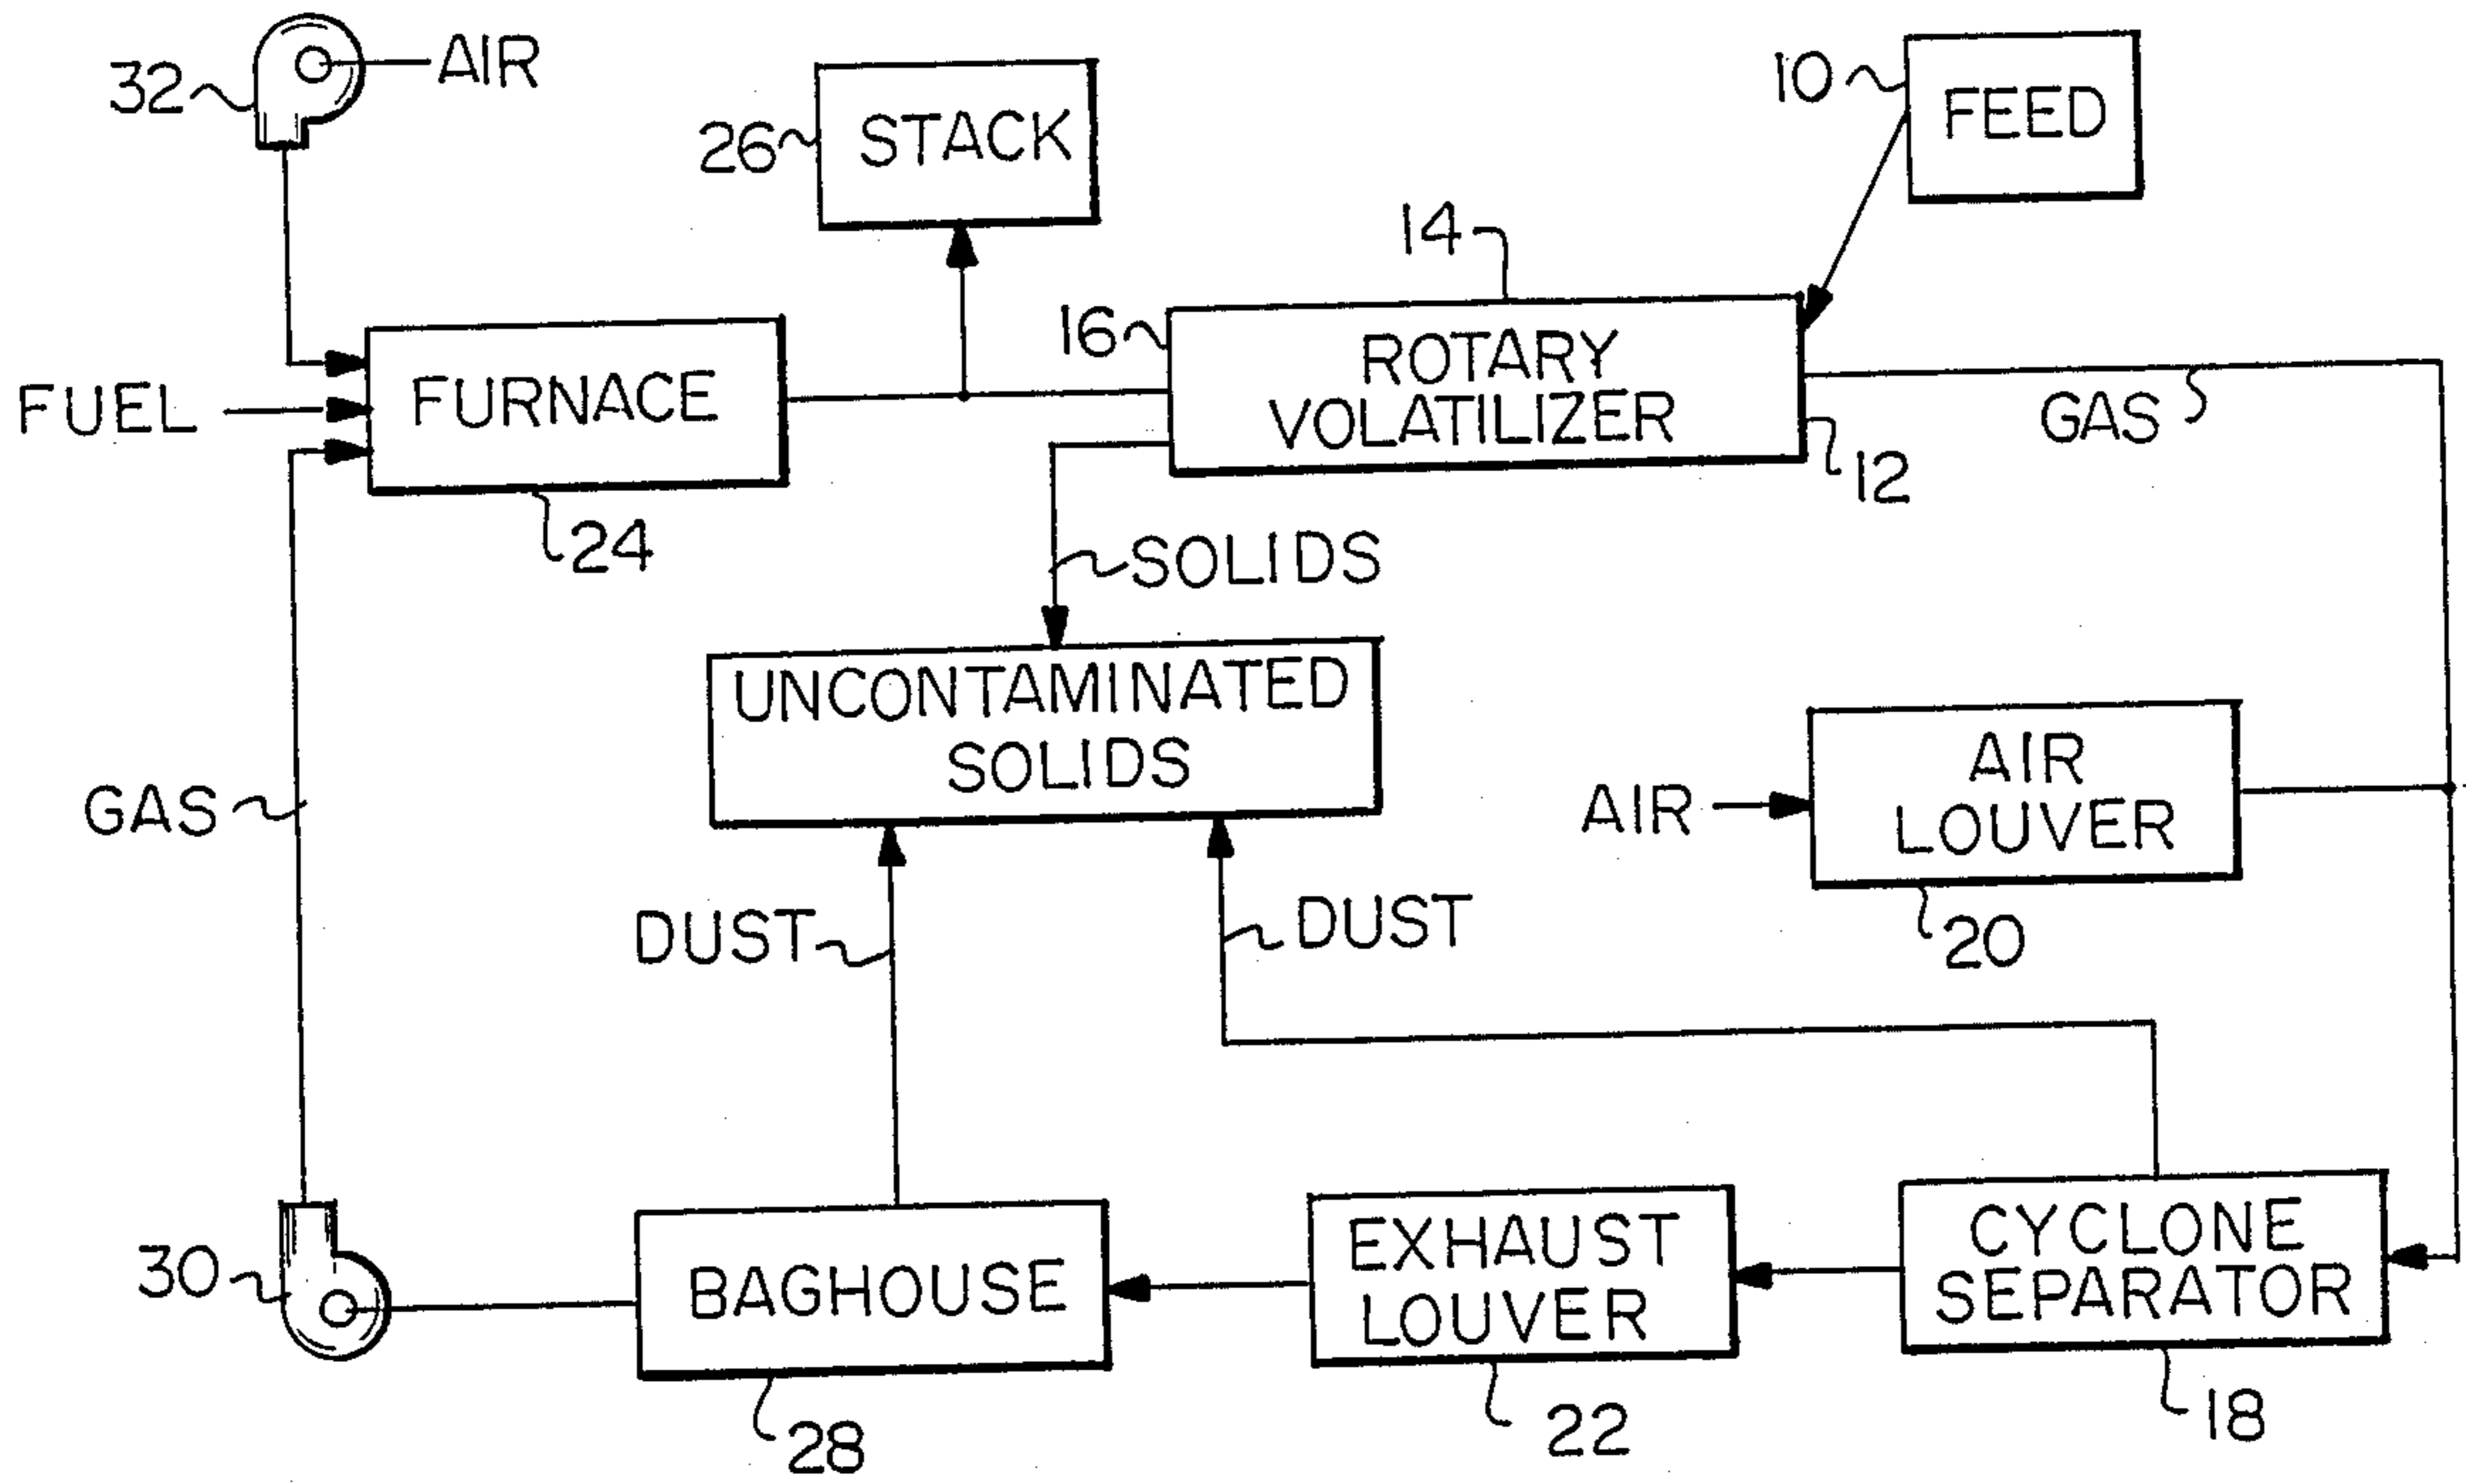 32
AIR
26
STACK
10
FEED
14
16
ROTARY
VOLATILIZER
12
GAS
FUEL
FURNACE
24
SOLIDS
UNCONTAMINATED
SOLIDS
GAS
AIR
AIR
LOUVER
20
DUST
DUST
30
BAGHOUSE
28
EXHAUST
LOUVER
22
CYCLONE
SEPARATOR
18